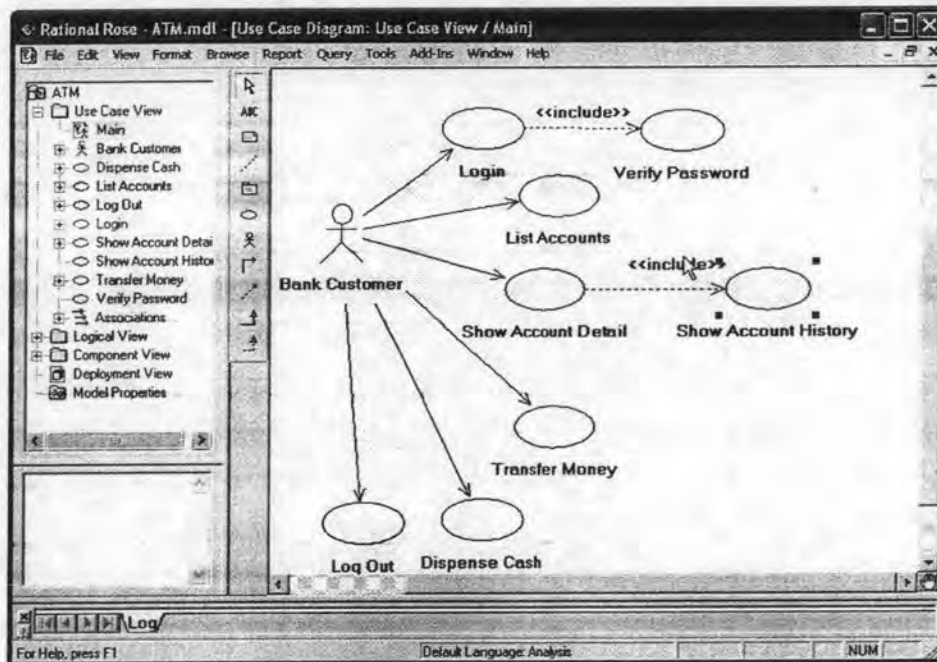 Rational Rose - ATM.mdl - [Use Case Diagram: Use Case View / Main]
File Edit View Format Browse Report Query Tools Add-Ins Window Help
ATM
Use Case View
Main
Bank Customer
Dispense Cash
List Accounts
Log Out
Login
Show Account Detai
Show Account Histor
Transfer Money
Verify Password
Associations
Logical View
Component View
Deployment View
Model Properties
ABC
<<include>>
Login
Verify Password
List Accounts
Bank Customer
<<include>>
Show Account Detail
Show Account History
Transfer Money
Log Out
Dispense Cash
Log
For Help, press F1
Default Language: Analysis
NUM